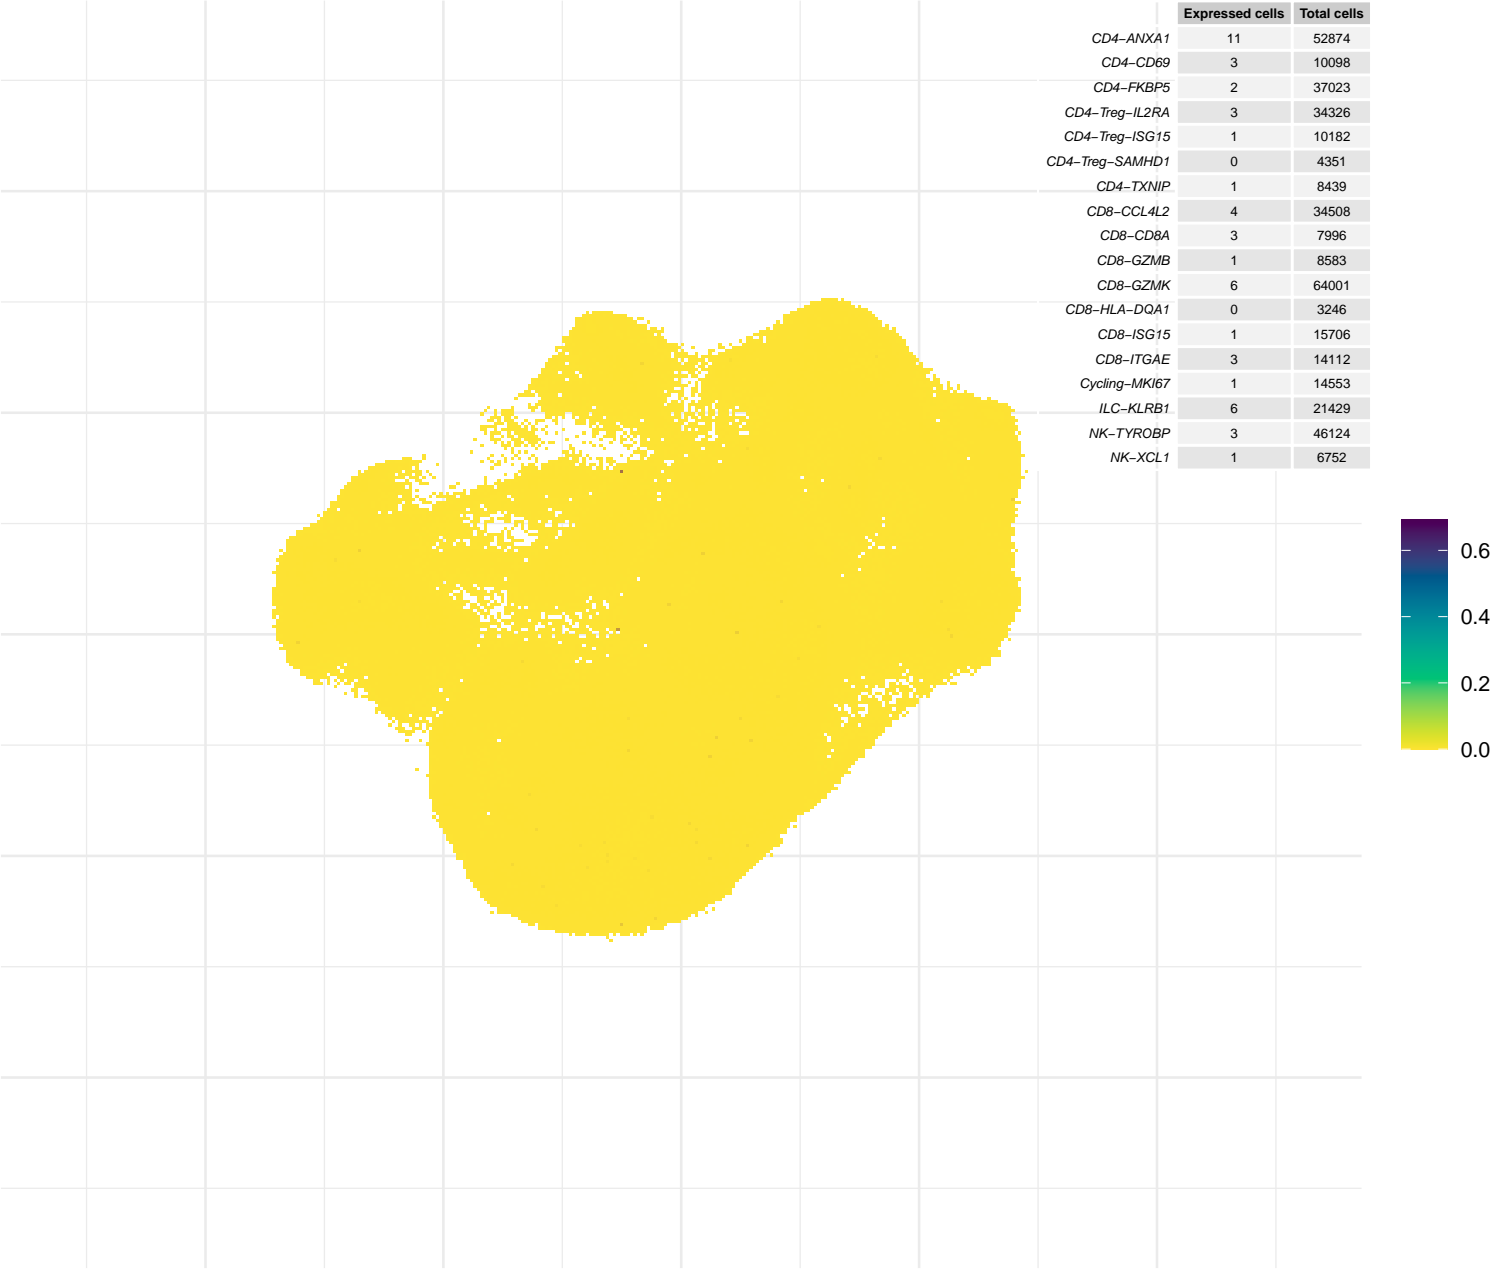 Expressed cells Total cells
CD4−ANXA1 11 52874
CD4−CD69 3 10098
CD4−FKBP5 2 37023
CD4−Treg−IL2RA 3 34326
CD4−Treg−ISG15 1 10182
CD4−Treg−SAMHD1 0 4351
CD4−TXNIP 1 8439
CD8−CCL4L2 4 34508
CD8−CD8A 3 7996
CD8−GZMB 1 8583
CD8−GZMK 6 64001
CD8−HLA−DQA1 0 3246
CD8−ISG15 1 15706
CD8−ITGAE 3 14112
Cycling−MKI67 1 14553
ILC−KLRB1 6 21429
NK−TYROBP 3 46124
NK−XCL1 1 6752
0.6
0.4
0.2
0.0